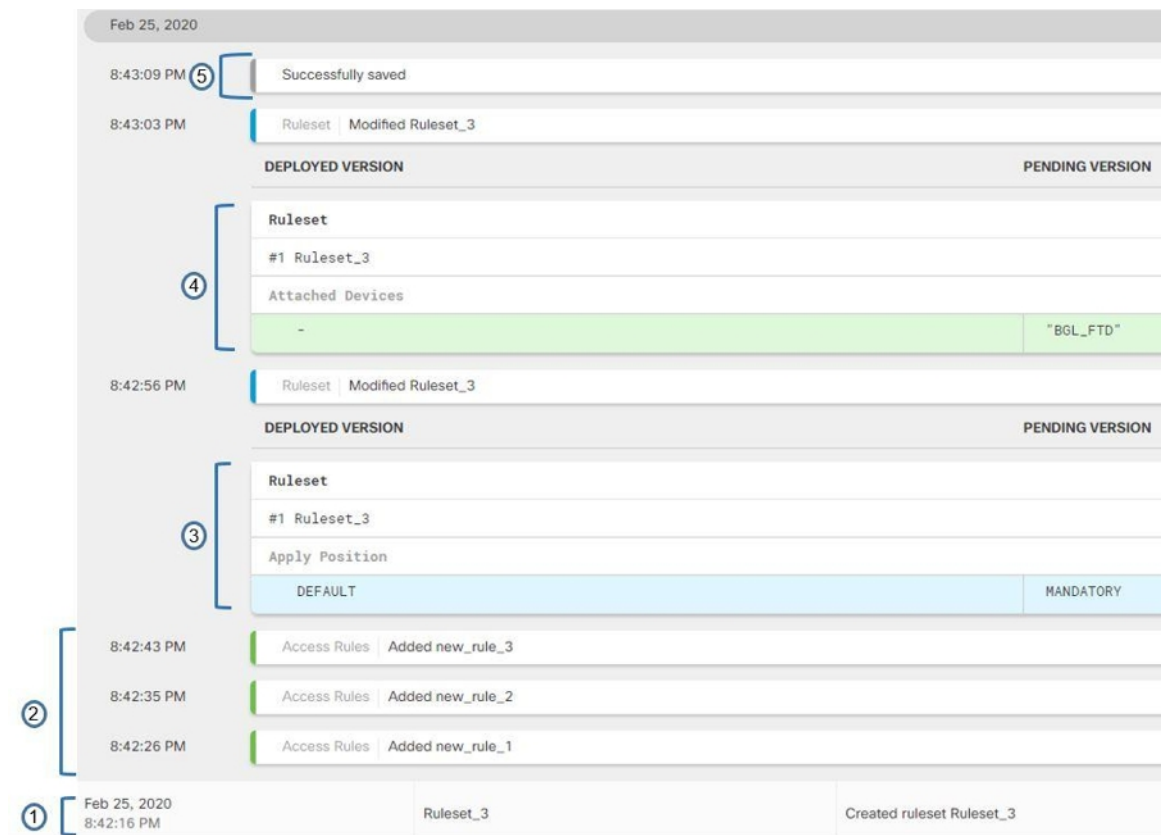 Feb 25, 2020
8:43:09 PM 5 Successfully saved
8:43:03 PM Ruleset Modified Ruleset_3
DEPLOYED VERSION PENDING VERSION
Ruleset
#1 Ruleset_3
4
Attached Devices
- "BGL_FTD"
8:42:56 PM Ruleset Modified Ruleset_3
DEPLOYED VERSION PENDING VERSION
Ruleset
#1 Ruleset_3
3
Apply Position
DEFAULT MANDATORY
8:42:43 PM Access Rules Added new_rule_3
8:42:35 PM Access Rules Added new_rule_2
2
8:42:26 PM Access Rules Added new_rule_1
1 Feb 25, 2020 Ruleset_3 Created ruleset Ruleset_3
8:42:16 PM